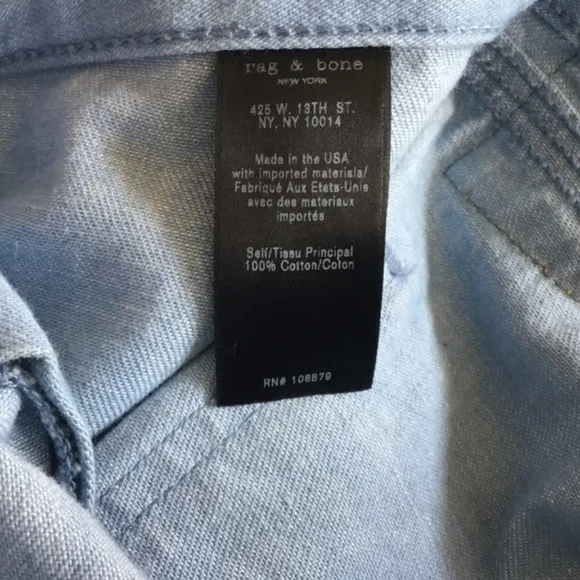 rag & bone
NEW YORK
425 W. 13TH ST.
NY, NY 10014
Made in the USA
with imported materials/
Fabriqué Aux Etats-Unis
avec des materiaux
importés
Self/Tissu Principal
100% Cotton/Coton
RN# 108879